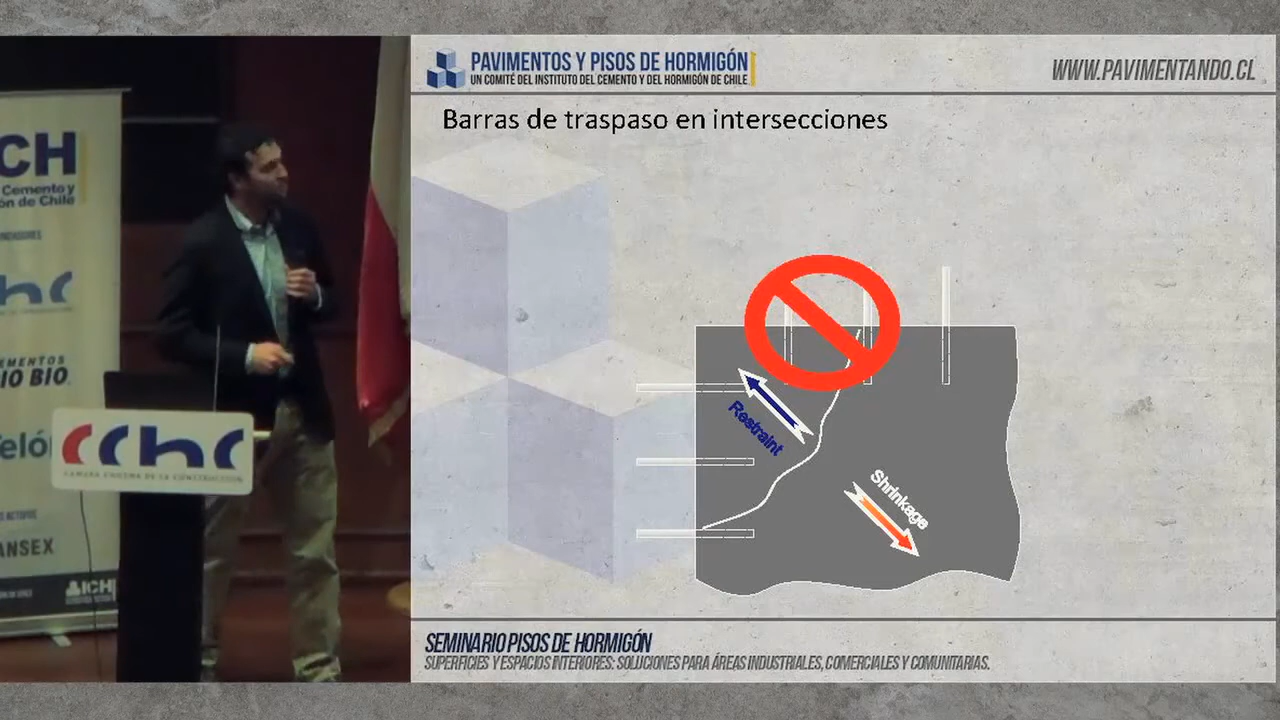 PAVIMENTOS Y PISOS DE HORMIGÓN
UN COMITÉ DEL INSTITUTO DEL CEMENTO Y DEL HORMIGÓN DE CHILE
WWW.PAVIMENTANDO.CL
Barras de traspaso en intersecciones
Restraint
Shrinkage
SEMINARIO PISOS DE HORMIGÓN
SUPERFICIES Y ESPACIOS INTERIORES: SOLUCIONES PARA ÁREAS INDUSTRIALES, COMERCIALES Y COMUNITARIAS.
CH
Cemento y
ón de Chile
IO BIO
CChC
CÁMARA CHILENA DE LA CONSTRUCCIÓN
ANSEX
ICH